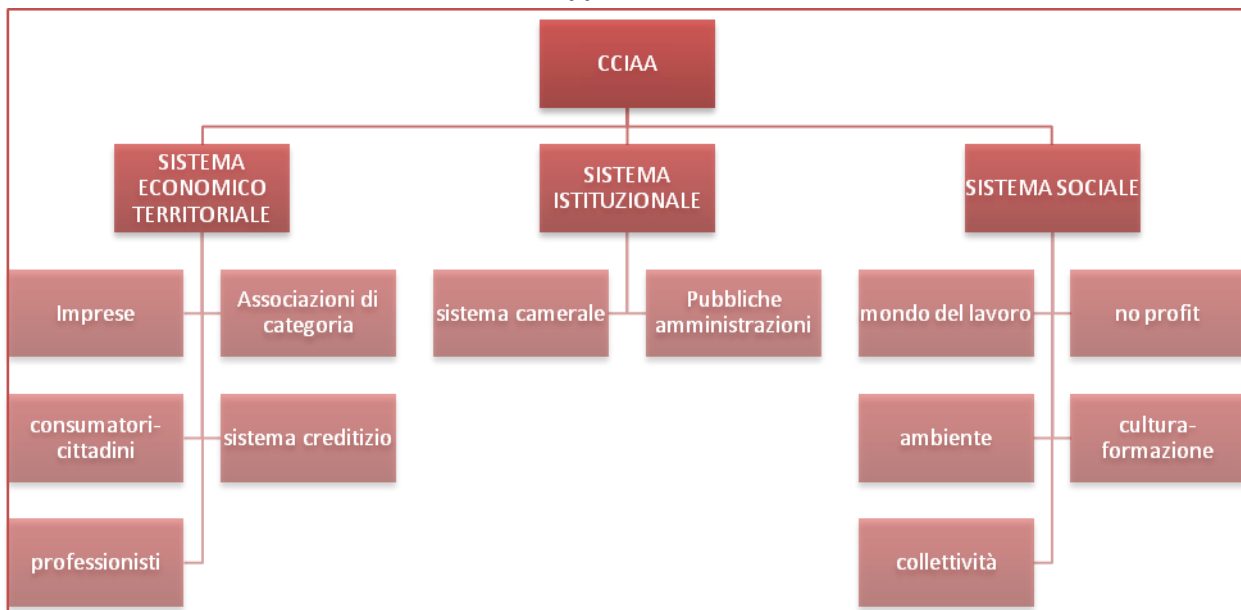 CCIAA
SISTEMA
ECONOMICO
TERRITORIALE
SISTEMA
ISTITUZIONALE
SISTEMA SOCIALE
Imprese
Associazioni di
categoria
sistema camerale
Pubbliche
amministrazioni
mondo del lavoro
no profit
consumatori-
cittadini
sistema creditizio
ambiente
cultura-
formazione
professionisti
collettività